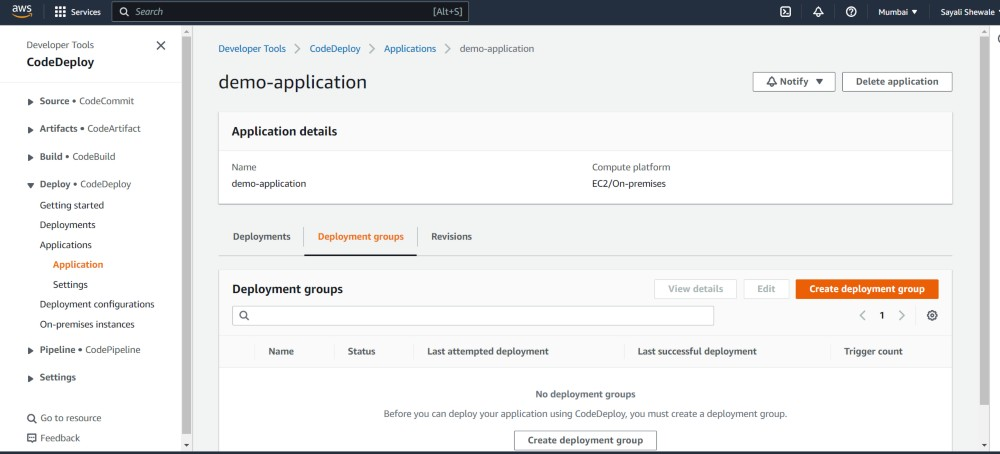 aws Services Search [Alt+S] Mumbai Sayali Shewale
Developer Tools
CodeDeploy
Source • CodeCommit
Artifacts • CodeArtifact
Build • CodeBuild
Deploy • CodeDeploy
Getting started
Deployments
Applications
Application
Settings
Deployment configurations
On-premises instances
Pipeline • CodePipeline
Settings
Go to resource
Feedback
Developer Tools CodeDeploy Applications demo-application
demo-application Notify Delete application
Application details
Name Compute platform
demo-application EC2/On-premises
Deployments Deployment groups Revisions
Deployment groups View details Edit Create deployment group
1
Name Status Last attempted deployment Last successful deployment Trigger count
No deployment groups
Before you can deploy your application using CodeDeploy, you must create a deployment group.
Create deployment group